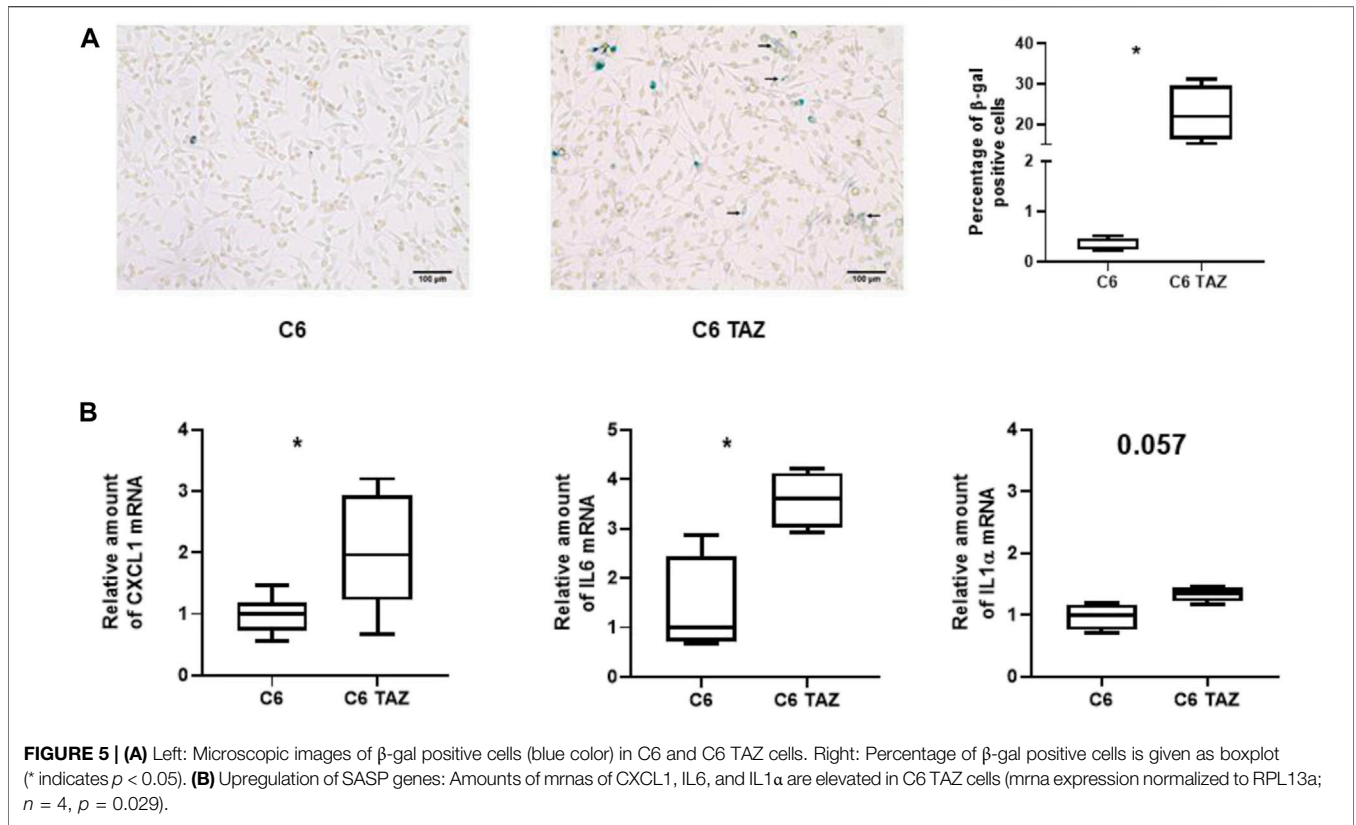 A
100 µm
C6
100 µm
C6 TAZ
Percentage of β-gal
positive cells
40
30
20
2
1
0
*
C6
C6 TAZ
B
Relative amount
of CXCL1 mRNA
4
3
2
1
0
*
C6
C6 TAZ
Relative amount
of IL6 mRNA
5
4
3
2
1
0
*
C6
C6 TAZ
Relative amount
of IL1α mRNA
4
3
2
1
0
0.057
C6
C6 TAZ
FIGURE 5 | (A) Left: Microscopic images of β-gal positive cells (blue color) in C6 and C6 TAZ cells. Right: Percentage of β-gal positive cells is given as boxplot
(* indicates p < 0.05). (B) Upregulation of SASP genes: Amounts of mrnas of CXCL1, IL6, and IL1α are elevated in C6 TAZ cells (mrna expression normalized to RPL13a;
n = 4, p = 0.029).